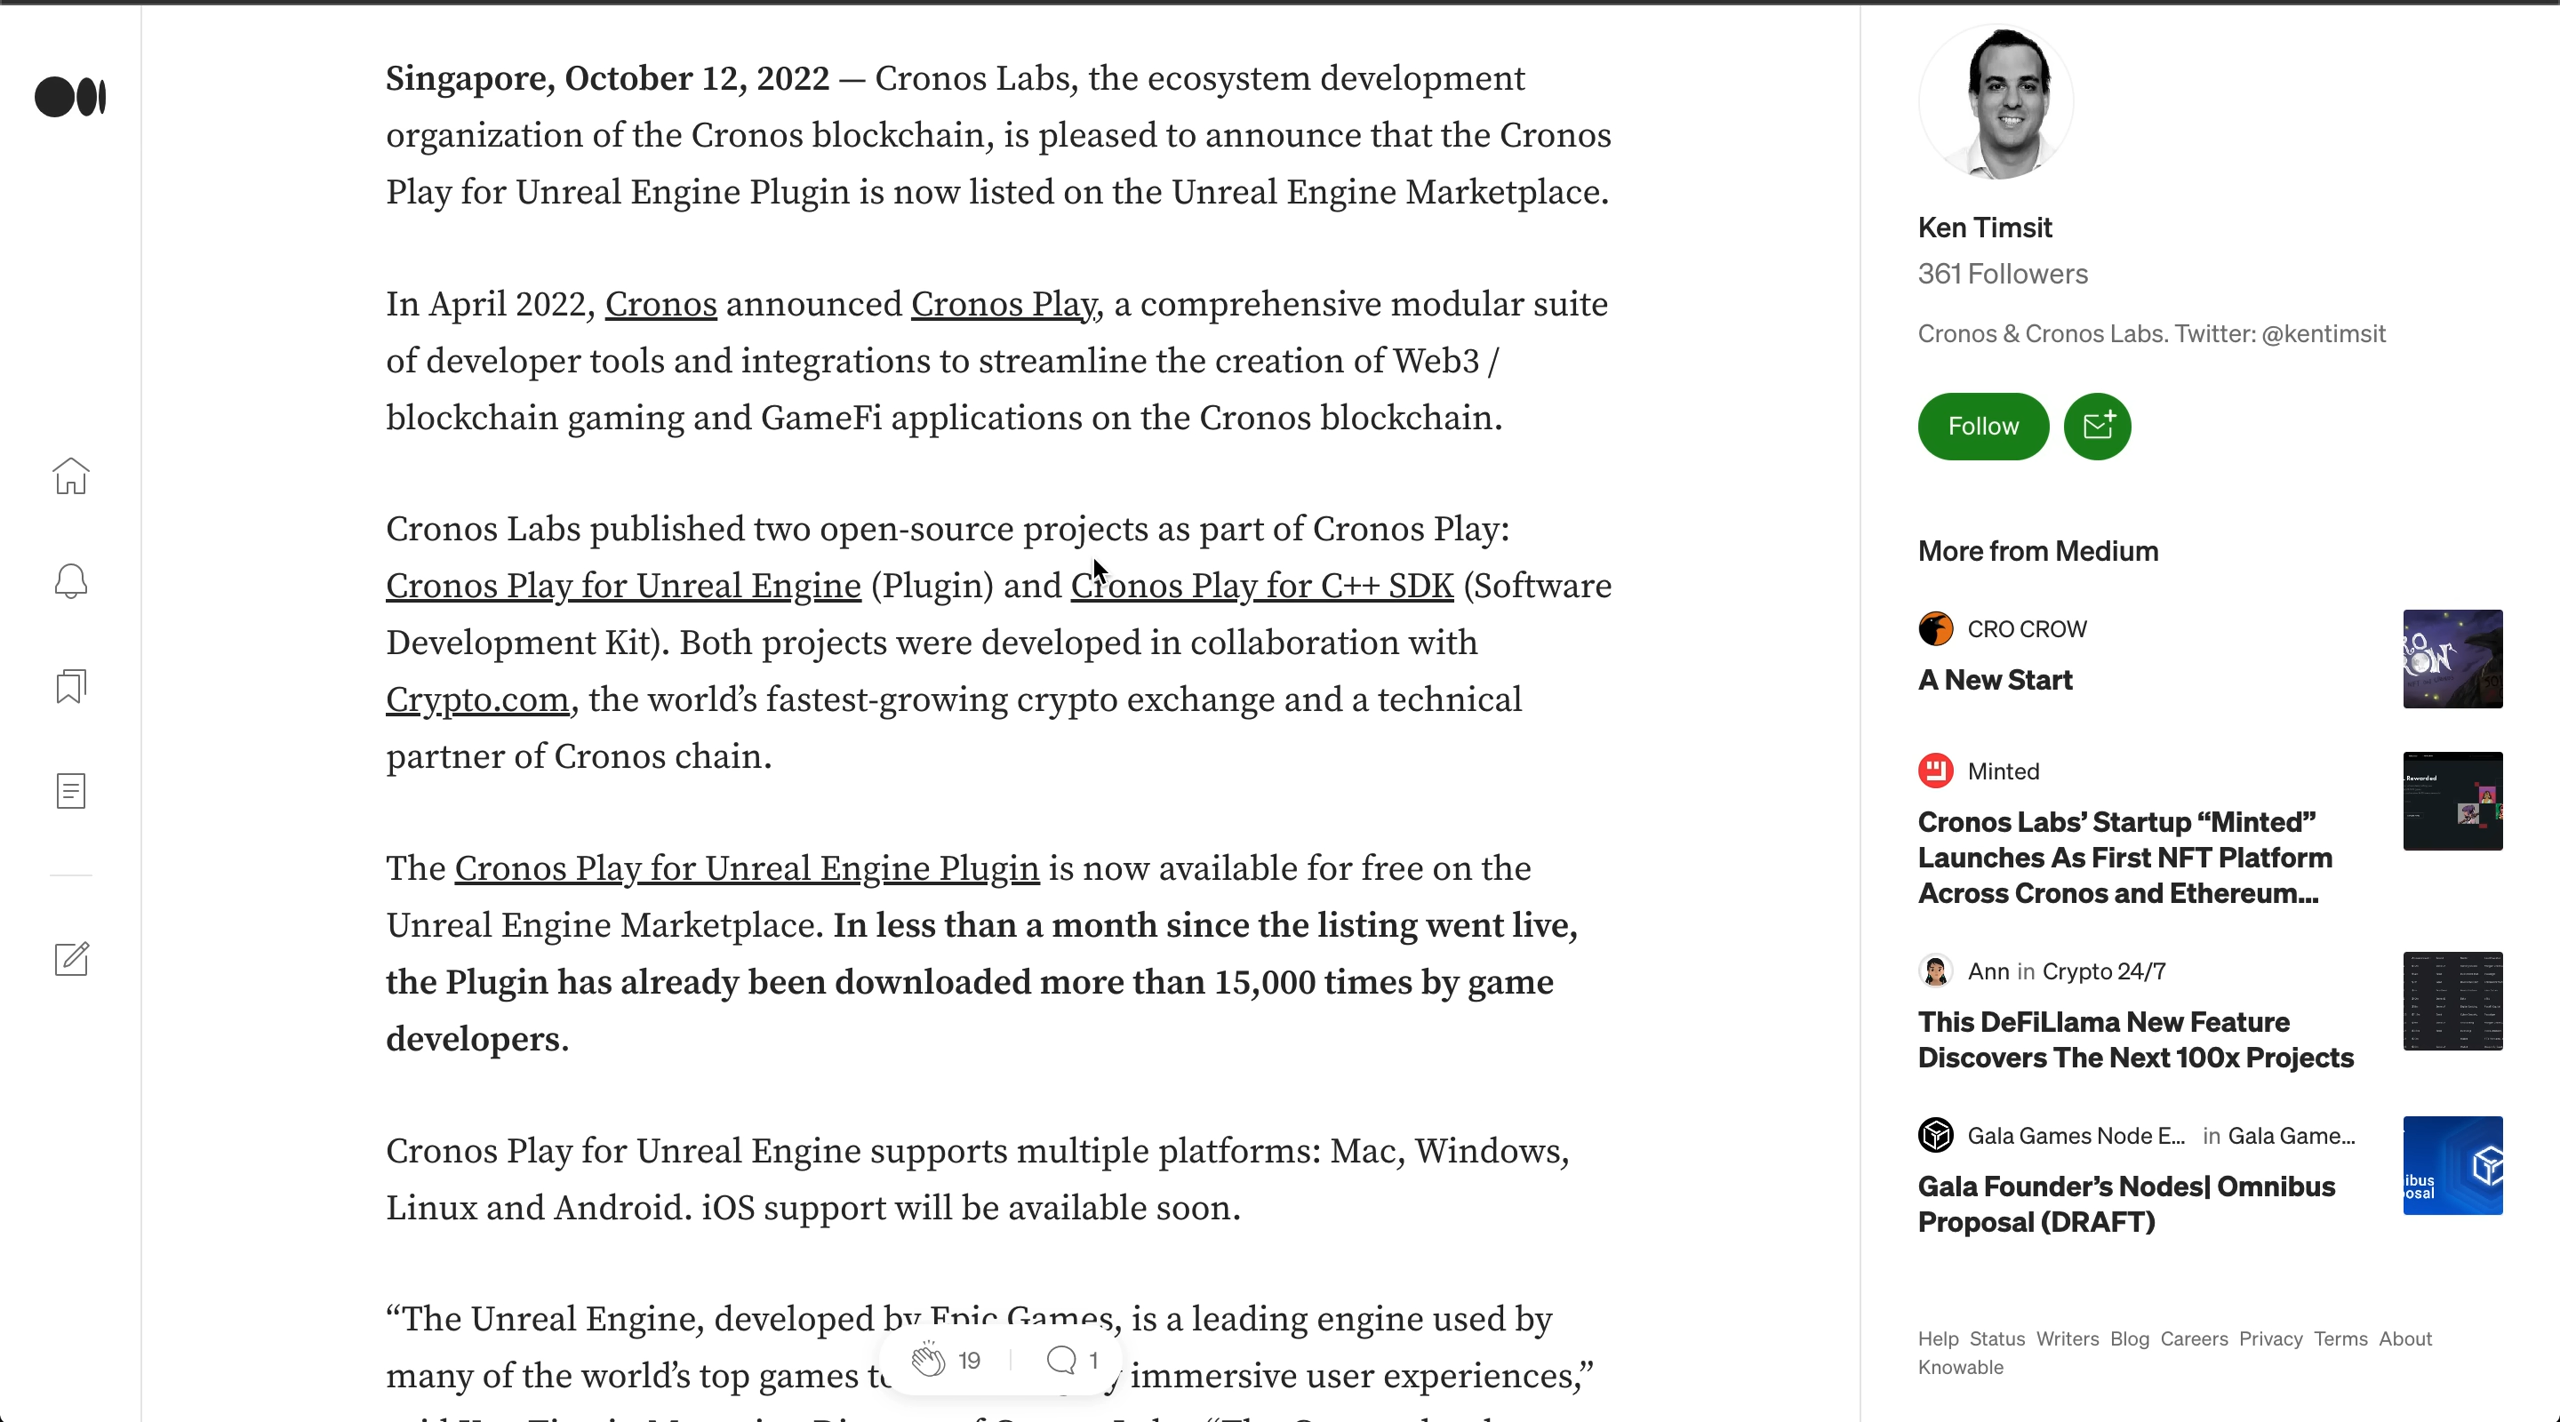 Singapore, October 12, 2022 — Cronos Labs, the ecosystem development
organization of the Cronos blockchain, is pleased to announce that the Cronos
Play for Unreal Engine Plugin is now listed on the Unreal Engine Marketplace.
In April 2022, Cronos announced Cronos Play, a comprehensive modular suite
of developer tools and integrations to streamline the creation of Web3 /
blockchain gaming and GameFi applications on the Cronos blockchain.
Cronos Labs published two open-source projects as part of Cronos Play:
Cronos Play for Unreal Engine (Plugin) and Cronos Play for C++ SDK (Software
Development Kit). Both projects were developed in collaboration with
Crypto.com, the world’s fastest-growing crypto exchange and a technical
partner of Cronos chain.
The Cronos Play for Unreal Engine Plugin is now available for free on the
Unreal Engine Marketplace. In less than a month since the listing went live,
the Plugin has already been downloaded more than 15,000 times by game
developers.
Cronos Play for Unreal Engine supports multiple platforms: Mac, Windows,
Linux and Android. iOS support will be available soon.
“The Unreal Engine, developed by Epic Games, is a leading engine used by
many of the world’s top games immersive user experiences,”
19
1
Ken Timsit
361 Followers
Cronos & Cronos Labs. Twitter: @kentimsit
Follow
More from Medium
CRO CROW
A New Start
Minted
Cronos Labs’ Startup “Minted”
Launches As First NFT Platform
Across Cronos and Ethereum...
Rewarded
Ann in Crypto 24/7
This DeFiLlama New Feature
Discovers The Next 100x Projects
Gala Games Node E... in Gala Game...
Gala Founder’s Nodes| Omnibus
Proposal (DRAFT)
ibus
osal
Help Status Writers Blog Careers Privacy Terms About
Knowable